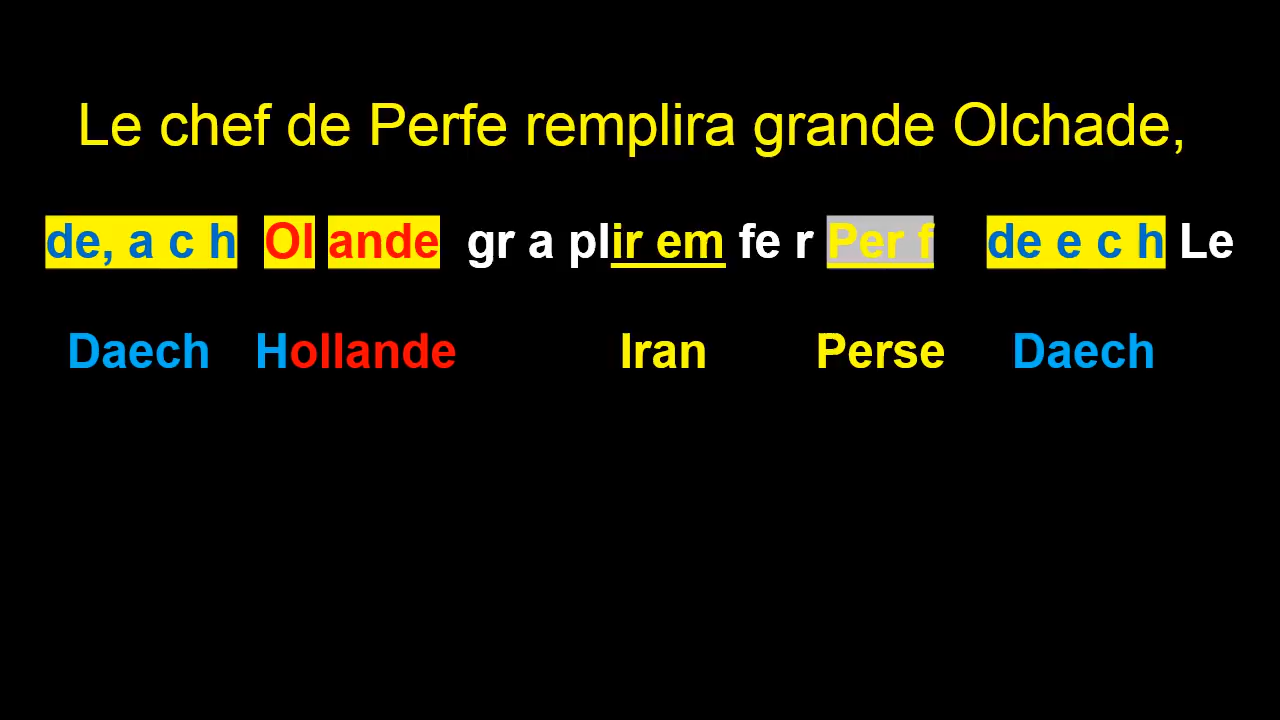 Le chef de Perfe remplira grande Olchade,
de, a c h Ol ande gr a plir em fe r Per f de e c h Le
Daech Hollande Iran Perse Daech